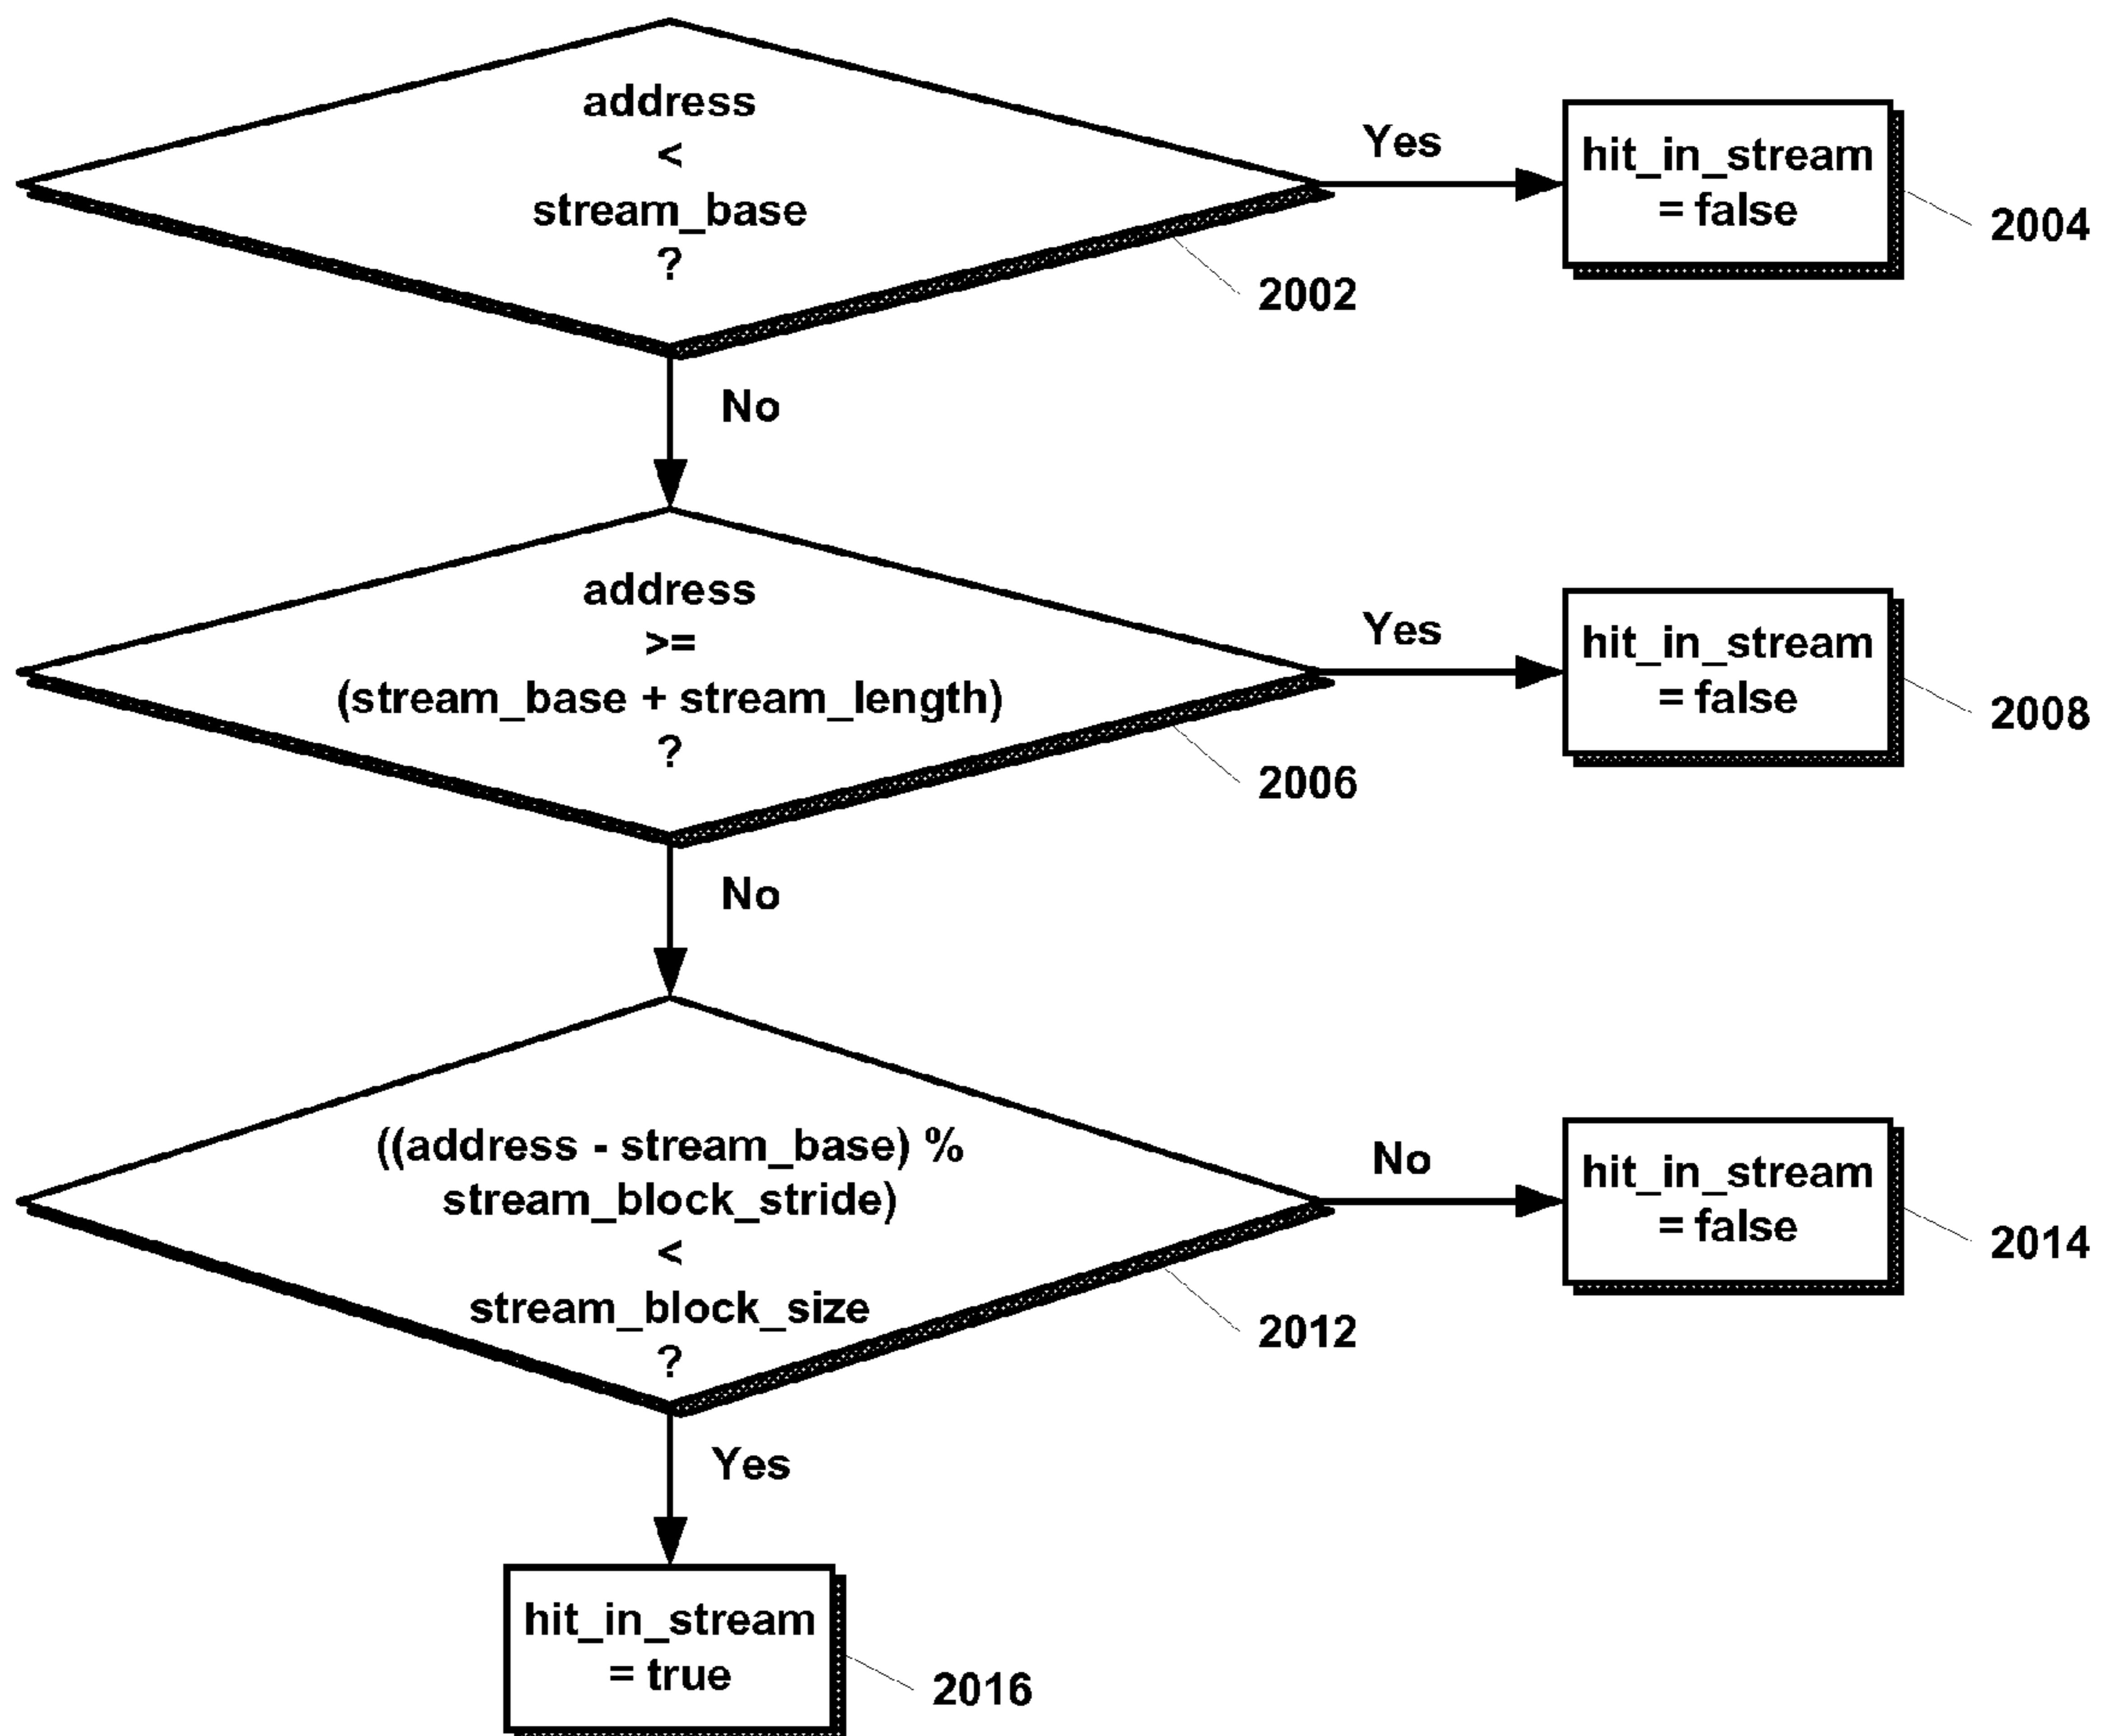 address
<
stream_base
?
Yes
hit_in_stream
= false
2004
2002
No
address
>=
(stream_base + stream_length)
?
Yes
hit_in_stream
= false
2008
2006
No
((address - stream_base) %
stream_block_stride)
<
stream_block_size
?
No
hit_in_stream
= false
2014
2012
Yes
hit_in_stream
= true
2016